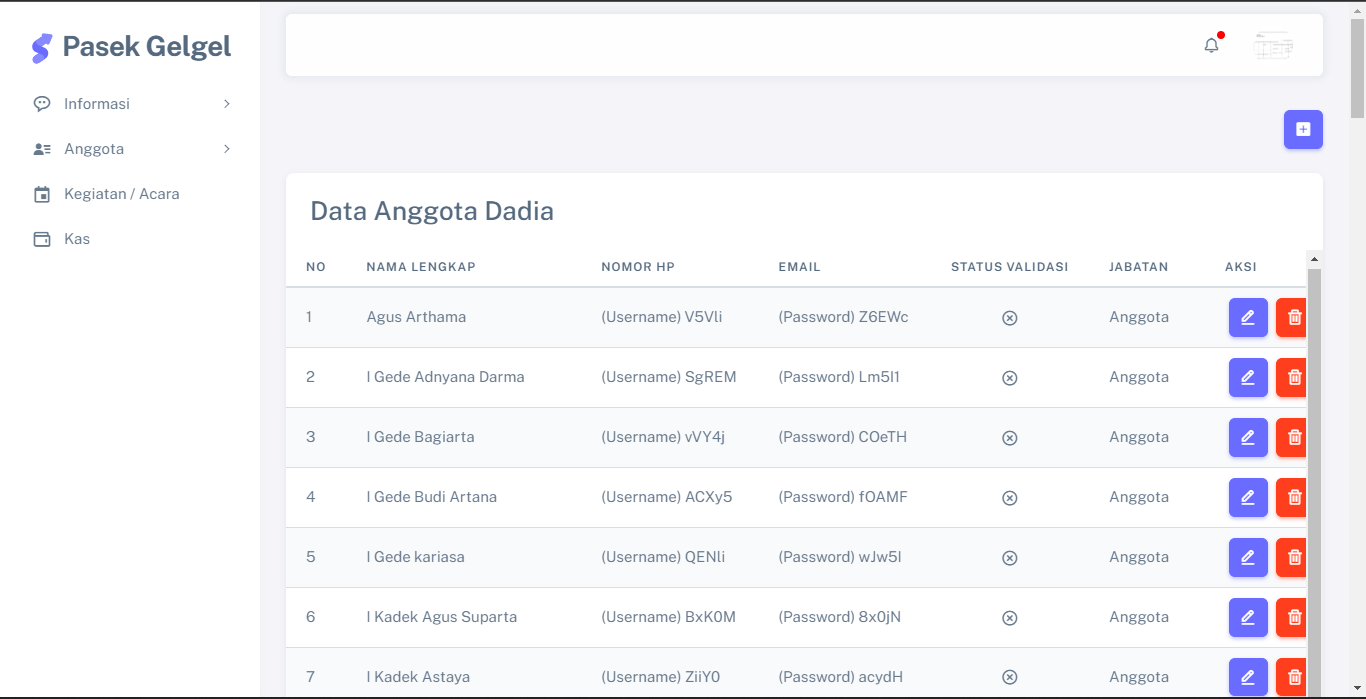 Pasek Gelgel
Informasi
Anggota
Kegiatan / Acara
Kas
Data Anggota Dadia
NO NAMA LENGKAP NOMOR HP EMAIL STATUS VALIDASI JABATAN AKSI
1 Agus Arthama (Username) V5Vli (Password) Z6EWc Anggota
2 I Gede Adnyana Darma (Username) SgREM (Password) Lm5I1 Anggota
3 I Gede Bagiarta (Username) vVY4j (Password) COeTH Anggota
4 I Gede Budi Artana (Username) ACXy5 (Password) fOAMF Anggota
5 I Gede kariasa (Username) QENli (Password) wJw5I Anggota
6 I Kadek Agus Suparta (Username) BxK0M (Password) 8x0jN Anggota
7 I Kadek Astaya (Username) ZiiY0 (Password) acydH Anggota